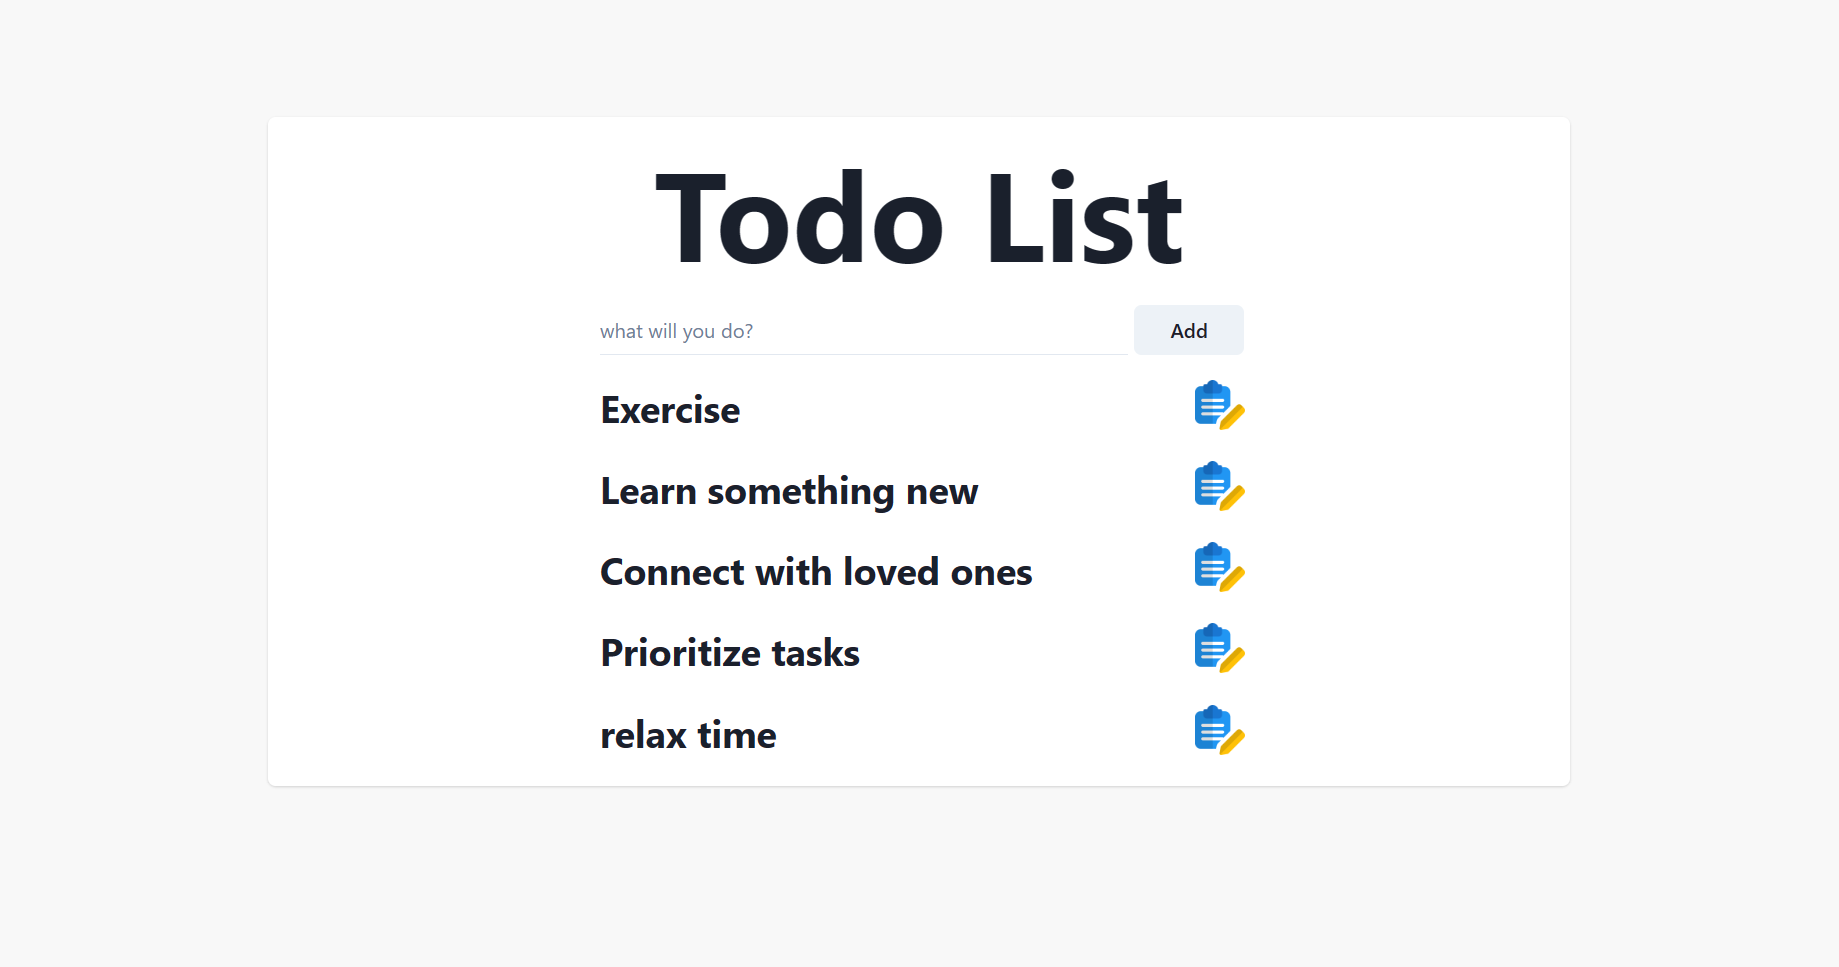 Todo List
what will you do?
Add
Exercise
Learn something new
Connect with loved ones
Prioritize tasks
relax time